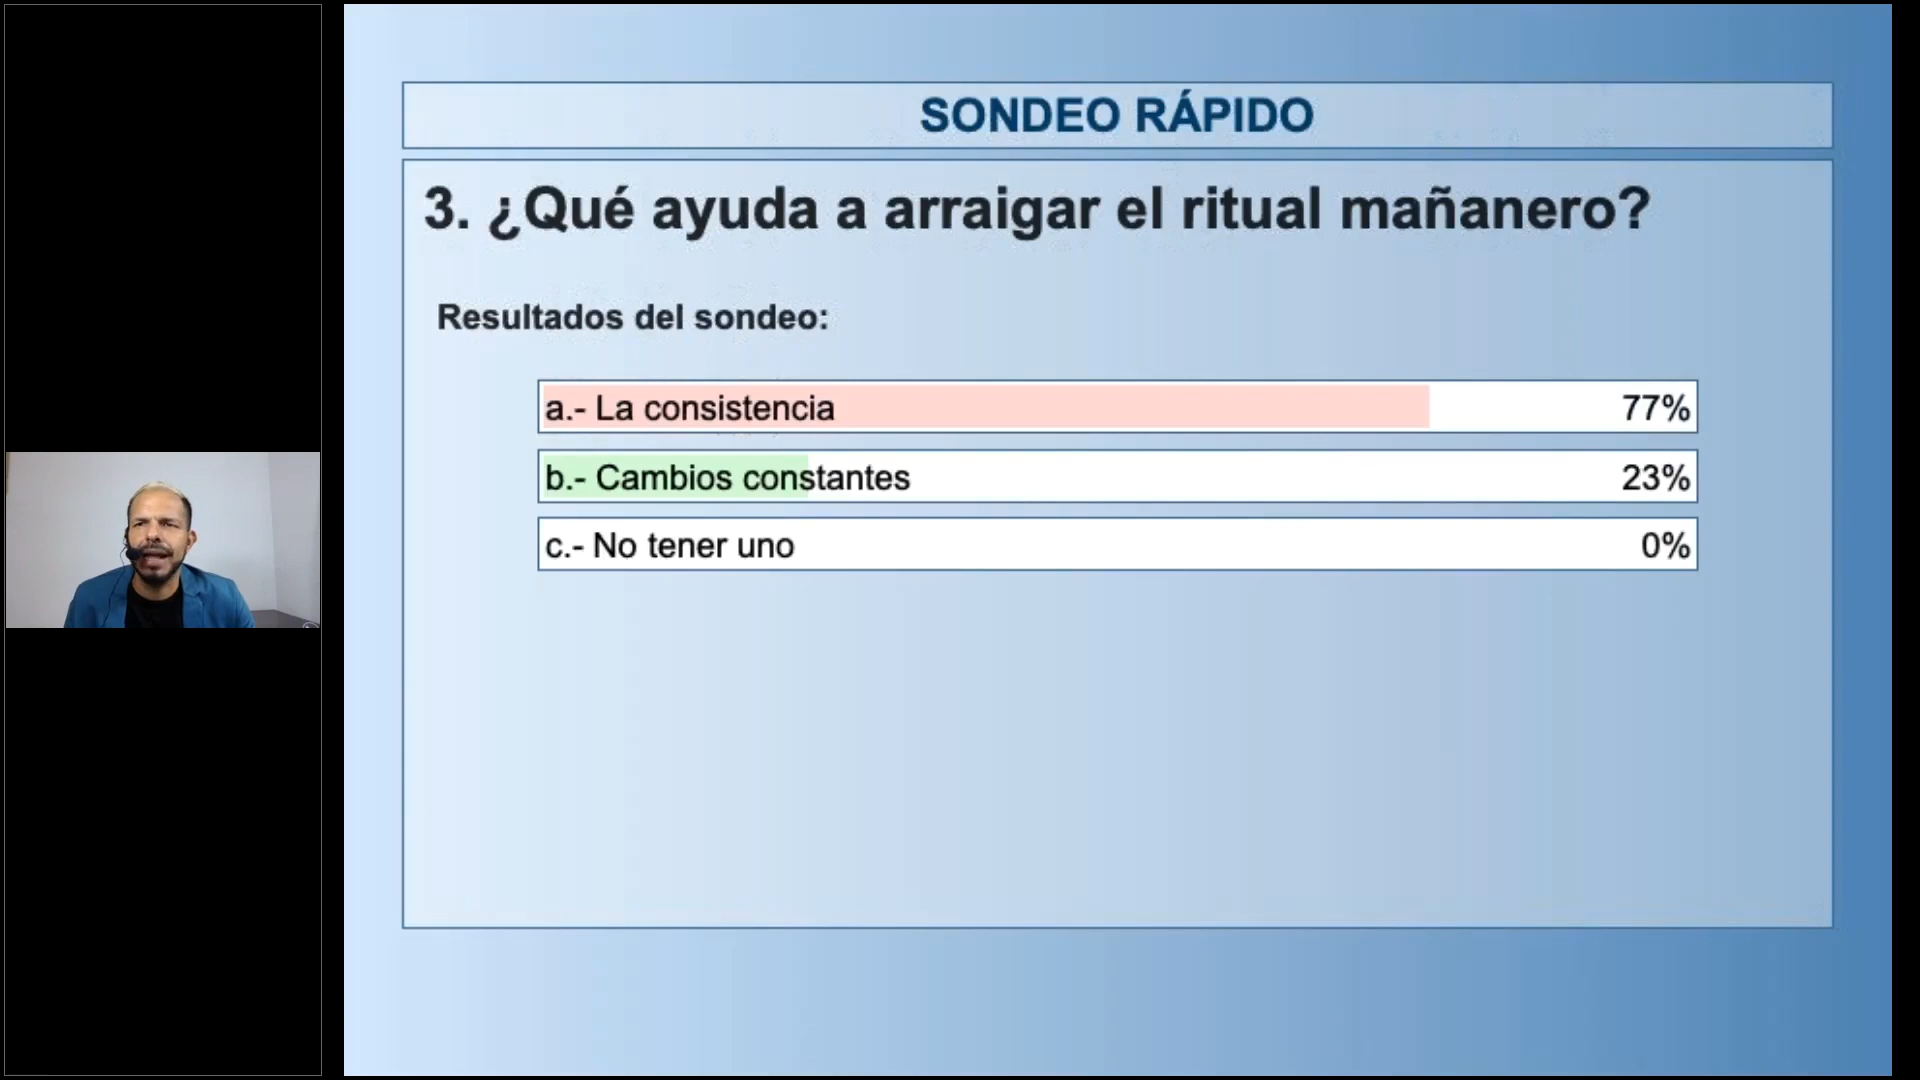 SONDEO RÁPIDO
3. ¿Qué ayuda a arraigar el ritual mañanero?
Resultados del sondeo:
a.- La consistencia 77%
b.- Cambios constantes 23%
c.- No tener uno 0%